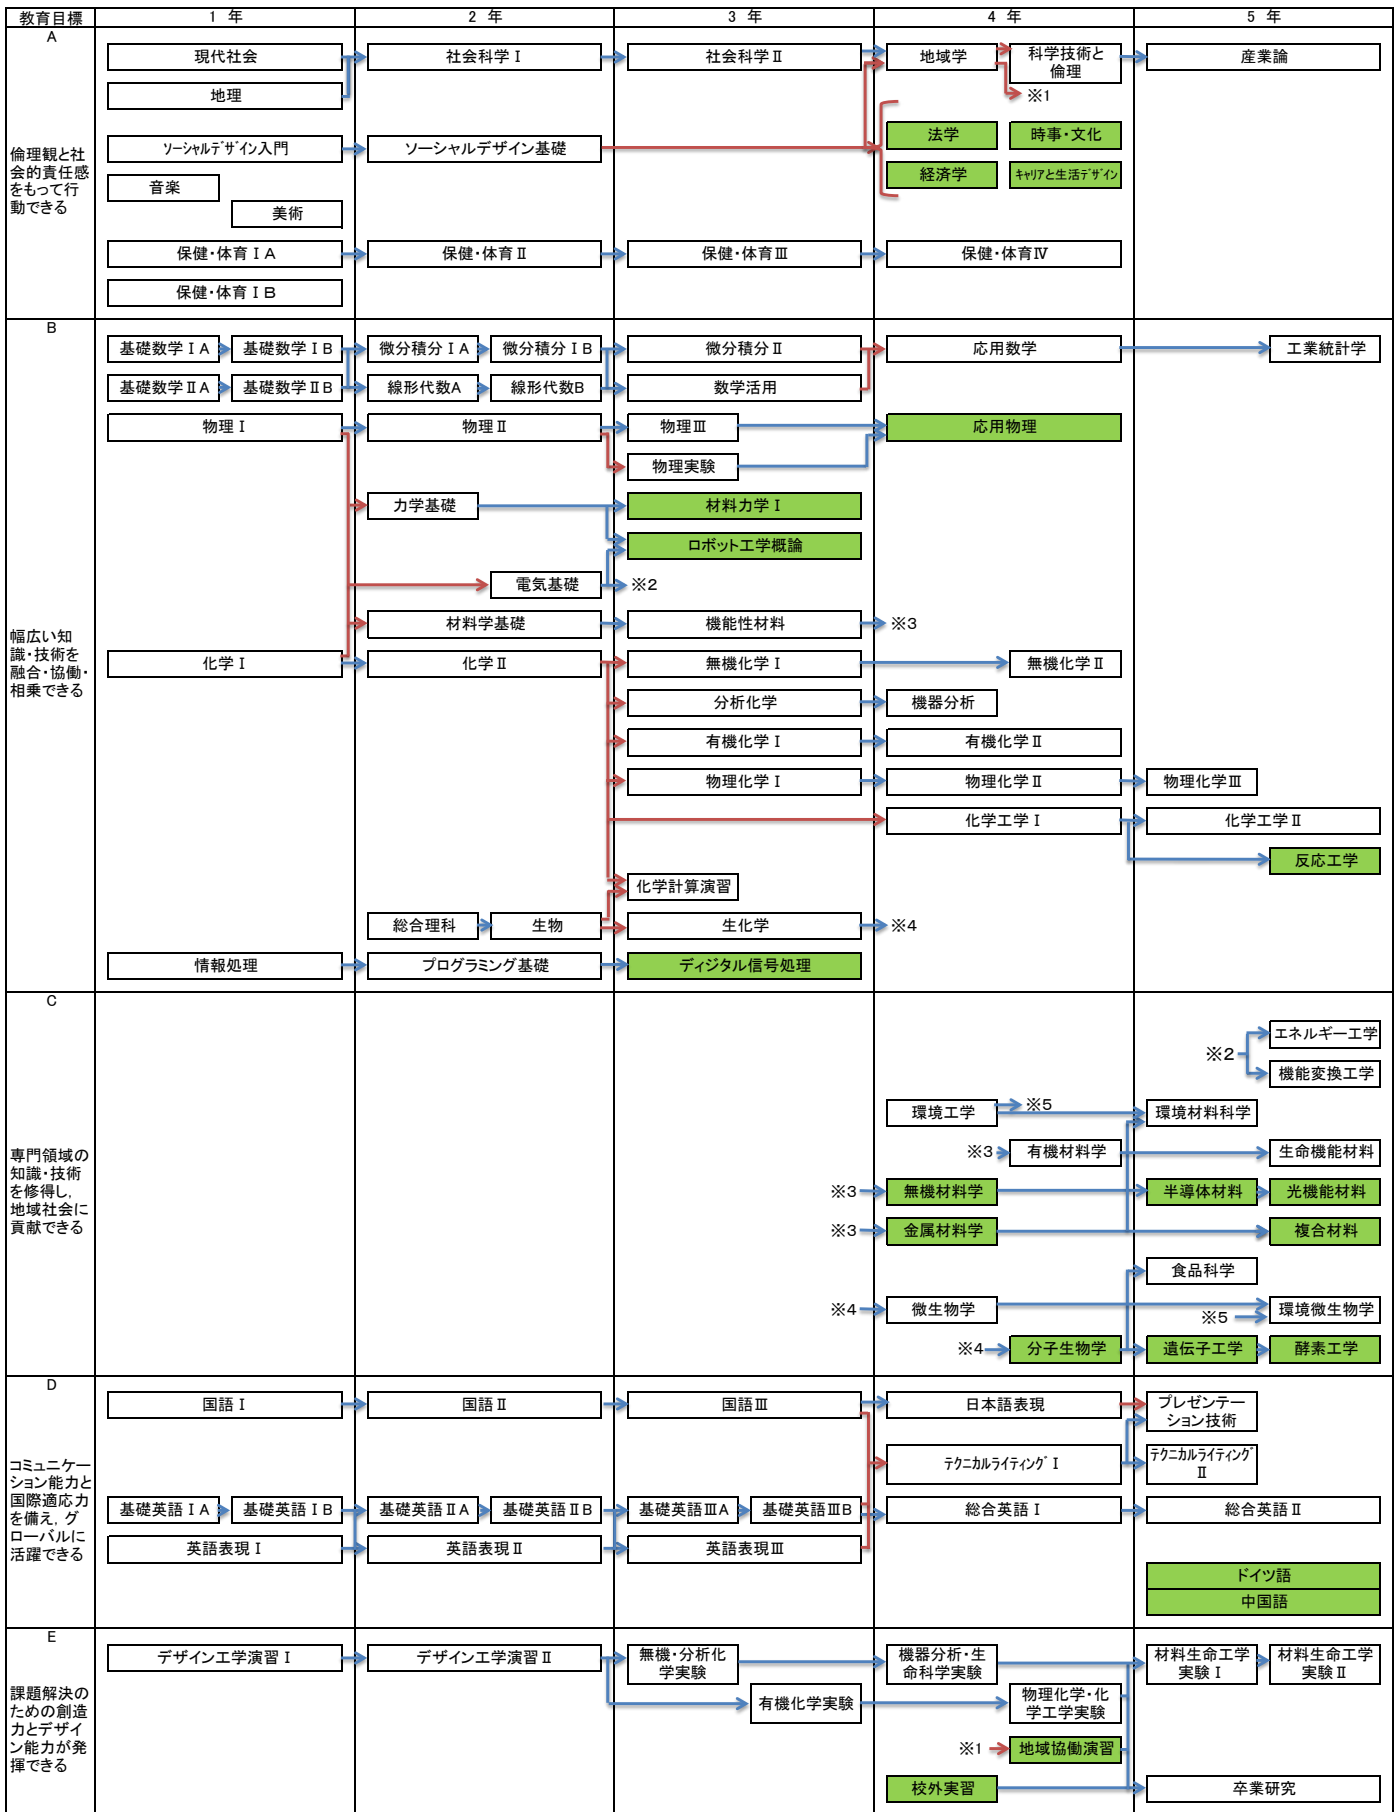 教育目標
1 年
2 年
3 年
4 年
5 年
A
倫理観と社
会的責任感
をもって行
動できる
現代社会
社会科学Ⅰ
社会科学Ⅱ
地域学
科学技術と
倫理
産業論
地理
※1
ソーシャルデザイン入門
ソーシャルデザイン基礎
法学
時事・文化
経済学
キャリアと生活デザイン
音楽
美術
保健・体育ⅠA
保健・体育Ⅱ
保健・体育Ⅲ
保健・体育Ⅳ
保健・体育ⅠB
B
幅広い知
識・技術を
融合・協働・
相乗できる
基礎数学ⅠA
基礎数学ⅠB
微分積分ⅠA
微分積分ⅠB
微分積分Ⅱ
応用数学
工業統計学
基礎数学ⅡA
基礎数学ⅡB
線形代数A
線形代数B
数学活用
物理Ⅰ
物理Ⅱ
物理Ⅲ
応用物理
物理実験
力学基礎
材料力学Ⅰ
ロボット工学概論
電気基礎
※2
材料学基礎
機能性材料
※3
化学Ⅰ
化学Ⅱ
無機化学Ⅰ
無機化学Ⅱ
分析化学
機器分析
有機化学Ⅰ
有機化学Ⅱ
物理化学Ⅰ
物理化学Ⅱ
物理化学Ⅲ
化学工学Ⅰ
化学工学Ⅱ
反応工学
化学計算演習
総合理科
生物
生化学
※4
情報処理
プログラミング基礎
ディジタル信号処理
C
専門領域の
知識・技術
を修得し,
地域社会に
貢献できる
※2
エネルギー工学
機能変換工学
環境工学
※5
環境材料科学
※3
有機材料学
生命機能材料
※3
無機材料学
半導体材料
光機能材料
※3
金属材料学
複合材料
食品科学
※4
微生物学
環境微生物学
※5
※4
分子生物学
遺伝子工学
酵素工学
D
コミュニケー
ション能力と
国際適応力
を備え,グ
ローバルに
活躍できる
国語Ⅰ
国語Ⅱ
国語Ⅲ
日本語表現
プレゼンテー
ション技術
テクニカルライティングⅠ
テクニカルライティング
Ⅱ
基礎英語ⅠA
基礎英語ⅠB
基礎英語ⅡA
基礎英語ⅡB
基礎英語ⅢA
基礎英語ⅢB
総合英語Ⅰ
総合英語Ⅱ
英語表現Ⅰ
英語表現Ⅱ
英語表現Ⅲ
ドイツ語
中国語
E
課題解決の
ための創造
力とデザイ
ン能力が発
揮できる
デザイン工学演習Ⅰ
デザイン工学演習Ⅱ
無機・分析化
学実験
機器分析・生
命科学実験
材料生命工学
実験Ⅰ
材料生命工学
実験Ⅱ
有機化学実験
物理化学・化
学工学実験
※1
地域協働演習
校外実習
卒業研究